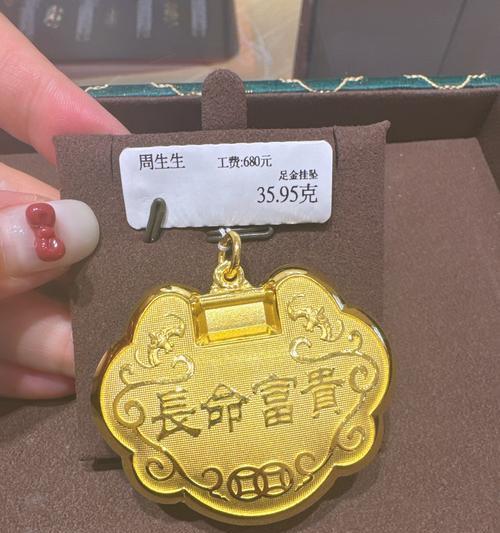 周生生 工费:680元
足金挂坠
35.95克
長命富貴